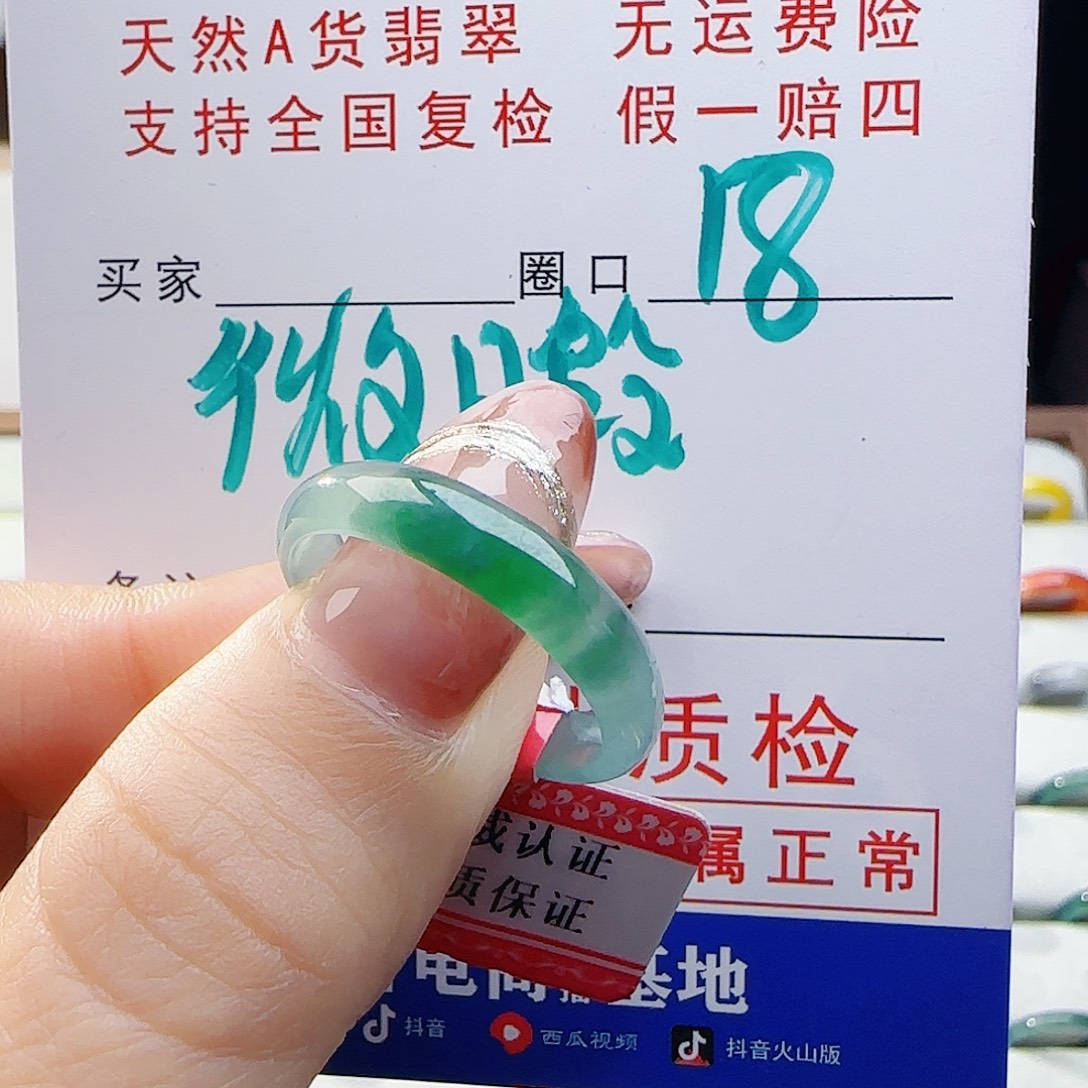 天然A货翡翠 无运费险
支持全国复检 假一赔四
买家 圈口 18
微
质检
属正常
认证
质保证
电商播基地
抖音 西瓜视频 抖音火山版